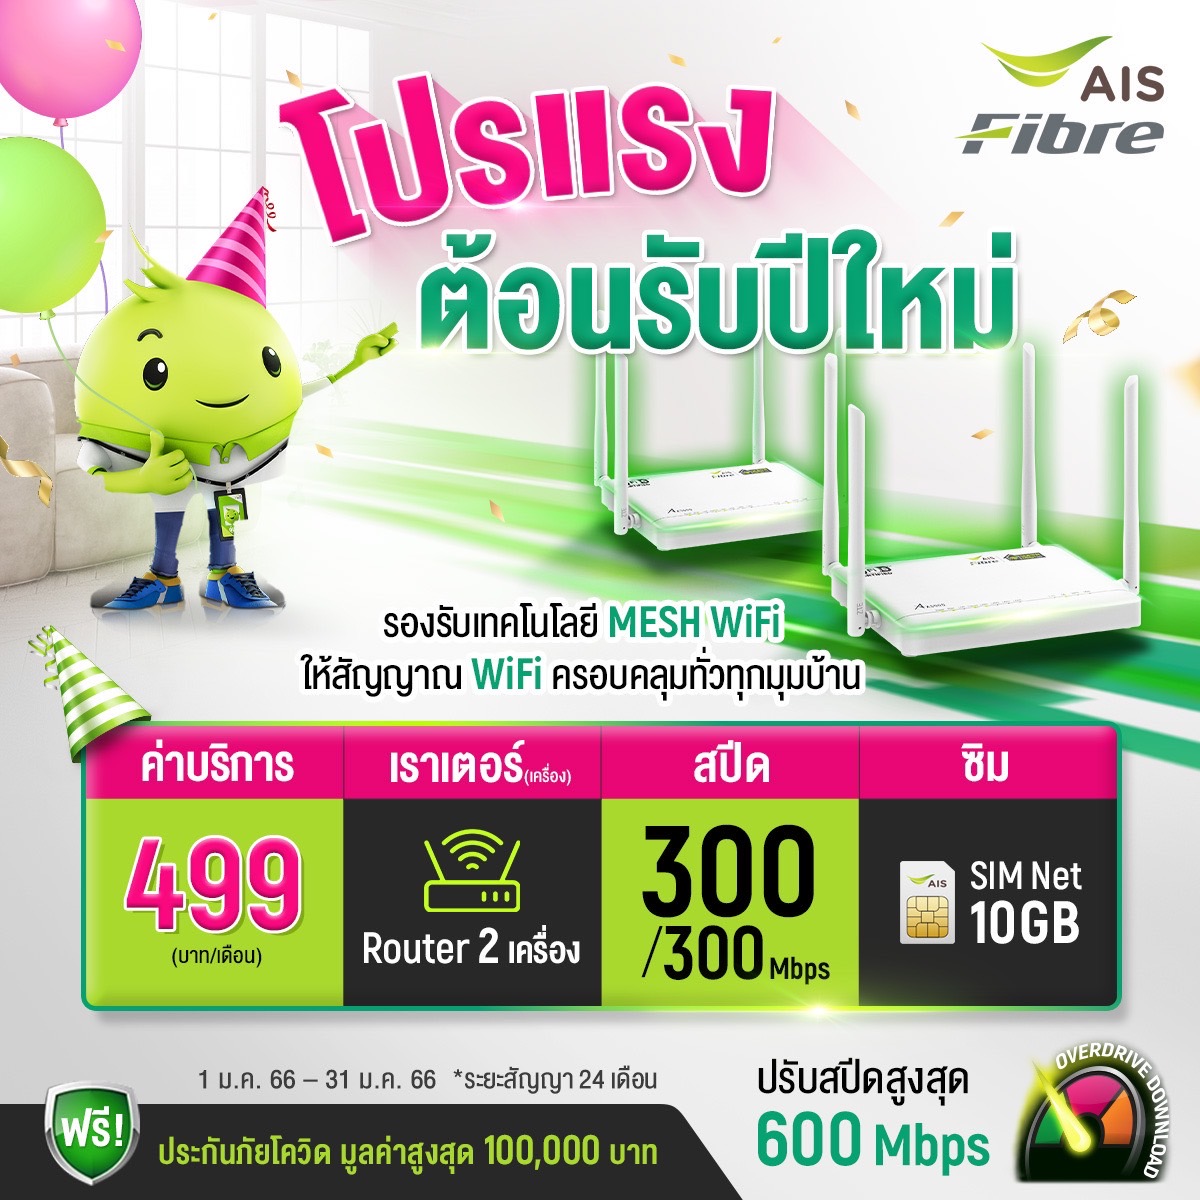 AIS
Fibre
โปรแรง
ต้อนรับปีใหม่
AIS
Fibre
AIS
Fibre
ZTE
รองรับเทคโนโลยี MESH WiFi
ให้สัญญาณ WiFi ครอบคลุมทั่วทุกมุมบ้าน
ค่าบริการ
เราเตอร์(เครื่อง)
สปีด
ซิม
499
(บาท/เดือน)
Router 2 เครื่อง
300
/300 Mbps
AIS
SIM Net
10GB
1 ม.ค. 66 – 31 ม.ค. 66 *ระยะสัญญา 24 เดือน
ฟรี!
ประกันภัยโควิด มูลค่าสูงสุด 100,000 บาท
ปรับสปีดสูงสุด
600 Mbps
OVERDRIVE DOWNLOAD